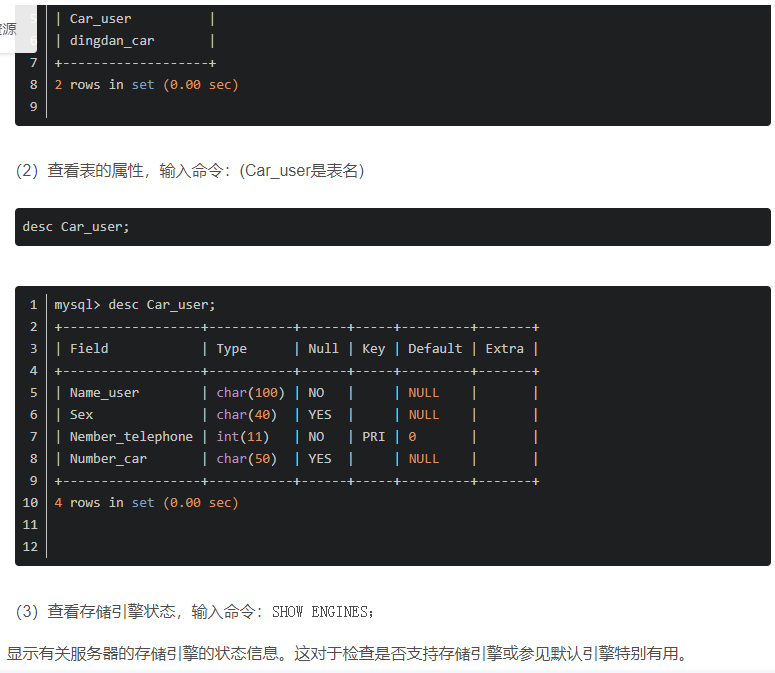 5 | Car_user          |
资源
6 | dingdan_car       |
7 +-------------------+
8 2 rows in set (0.00 sec)
9
（2）查看表的属性，输入命令：(Car_user是表名)
desc Car_user;
1 mysql> desc Car_user;
2 +------------------+-----------+------+-----+---------+-------+
3 | Field            | Type      | Null | Key | Default | Extra |
4 +------------------+-----------+------+-----+---------+-------+
5 | Name_user        | char(100) | NO   |     | NULL    |       |
6 | Sex              | char(40)  | YES  |     | NULL    |       |
7 | Nember_telephone | int(11)   | NO   | PRI | 0       |       |
8 | Number_car       | char(50)  | YES  |     | NULL    |       |
9 +------------------+-----------+------+-----+---------+-------+
10 4 rows in set (0.00 sec)
11
12
（3）查看存储引擎状态，输入命令：SHOW ENGINES;
显示有关服务器的存储引擎的状态信息。这对于检查是否支持存储引擎或参见默认引擎特别有用。